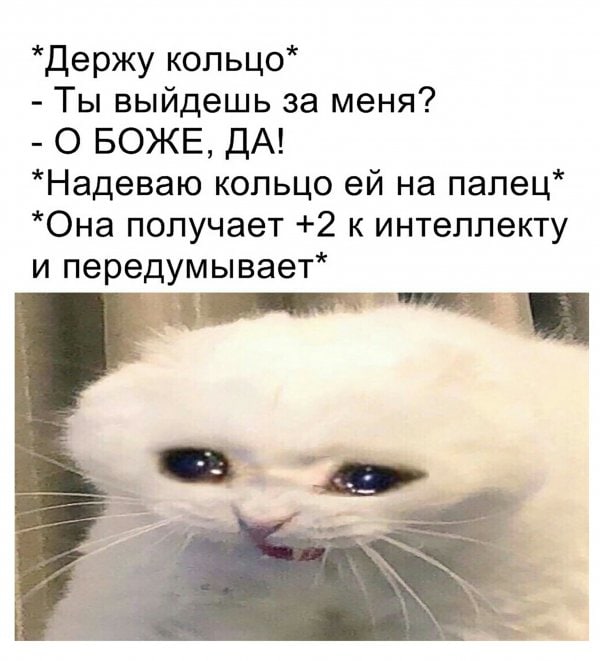 *Держу кольцо*
- Ты выйдешь за меня?
- О БОЖЕ, ДА!
*Надеваю кольцо ей на палец*
*Она получает +2 к интеллекту
и передумывает*